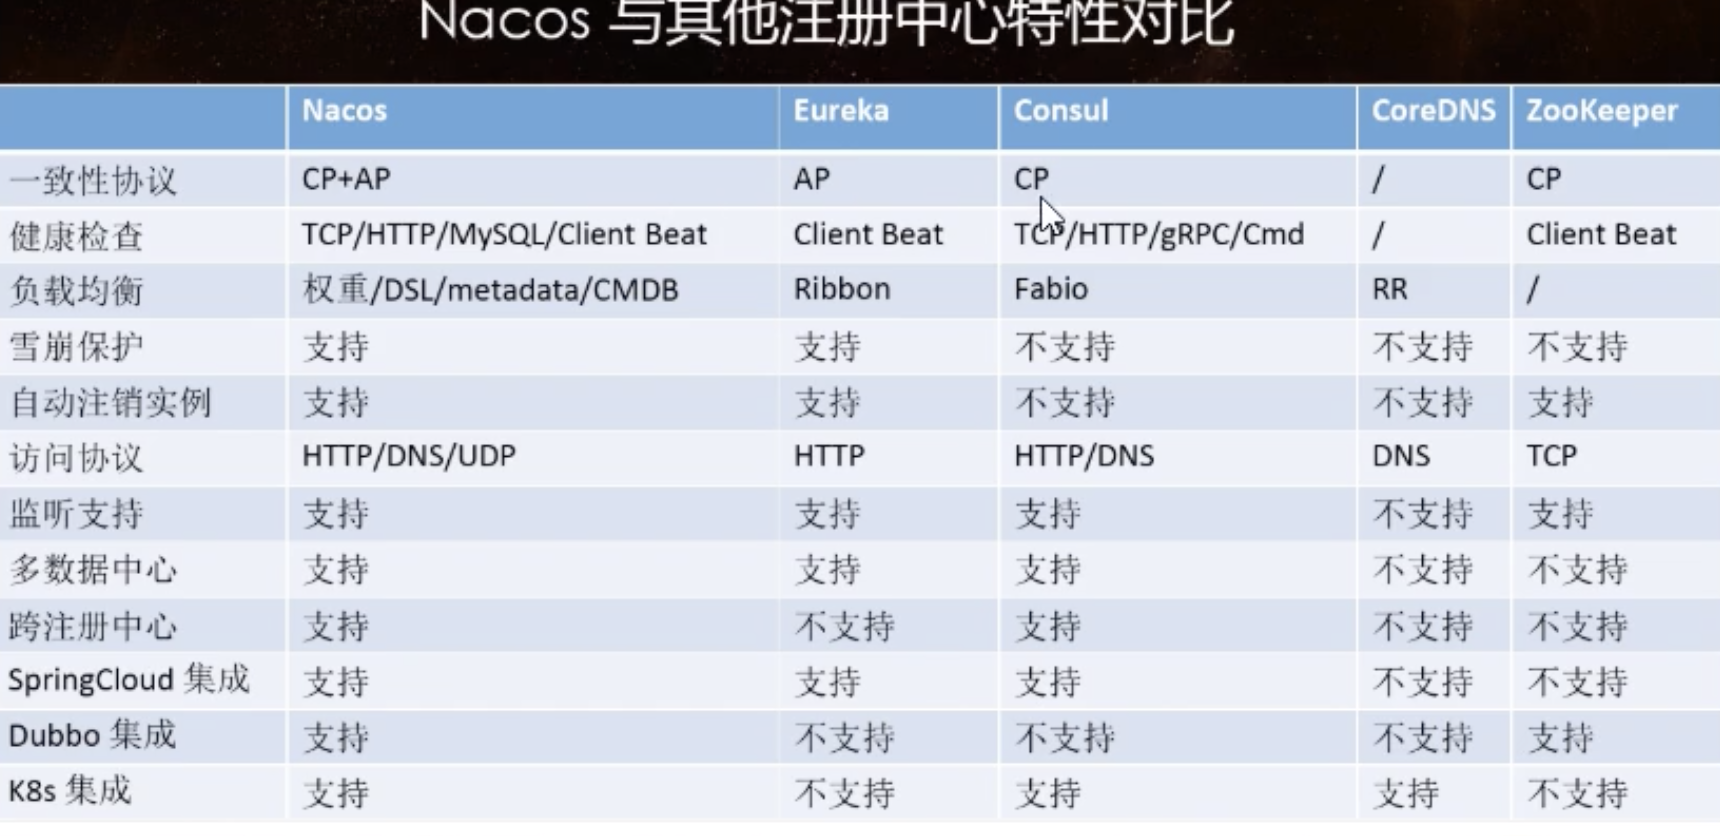 Nacos 与其他注册中心特性对比
Nacos Eureka Consul CoreDNS ZooKeeper
一致性协议 CP+AP AP CP / CP
健康检查 TCP/HTTP/MySQL/Client Beat Client Beat TCP/HTTP/gRPC/Cmd / Client Beat
负载均衡 权重/DSL/metadata/CMDB Ribbon Fabio RR /
雪崩保护 支持 支持 不支持 不支持 不支持
自动注销实例 支持 支持 不支持 不支持 支持
访问协议 HTTP/DNS/UDP HTTP HTTP/DNS DNS TCP
监听支持 支持 支持 支持 不支持 支持
多数据中心 支持 支持 支持 不支持 不支持
跨注册中心 支持 不支持 支持 不支持 不支持
SpringCloud 集成 支持 支持 支持 不支持 不支持
Dubbo 集成 支持 不支持 不支持 不支持 支持
K8s 集成 支持 不支持 支持 支持 不支持